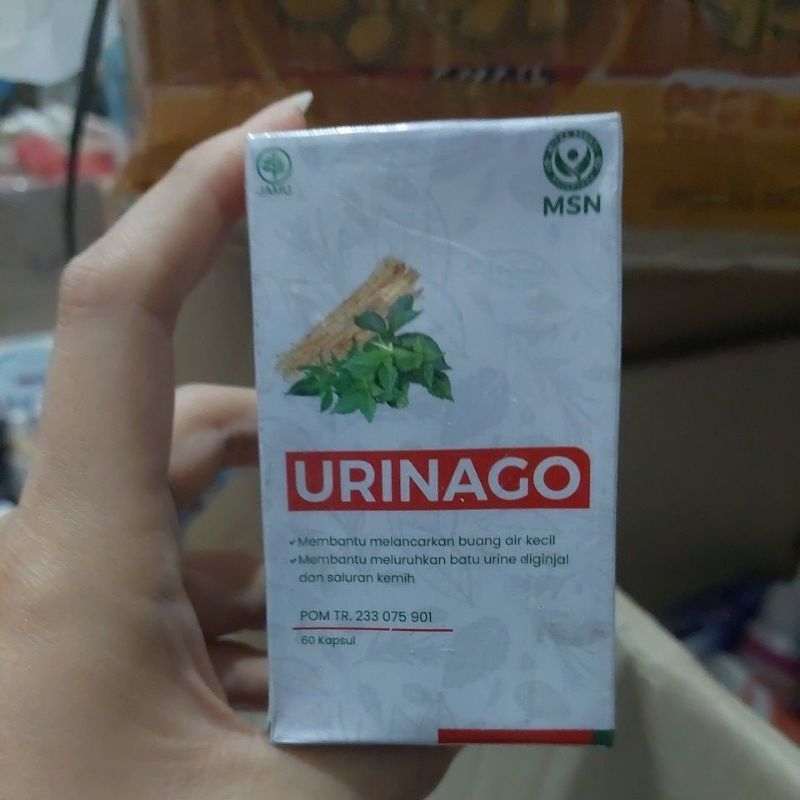 JAMU
MSN
URINAGO
Membantu melancarkan buang air kecil
Membantu meluruhkan batu urine diginjal
dan saluran kemih
POM TR. 233 075 901
60 Kapsul